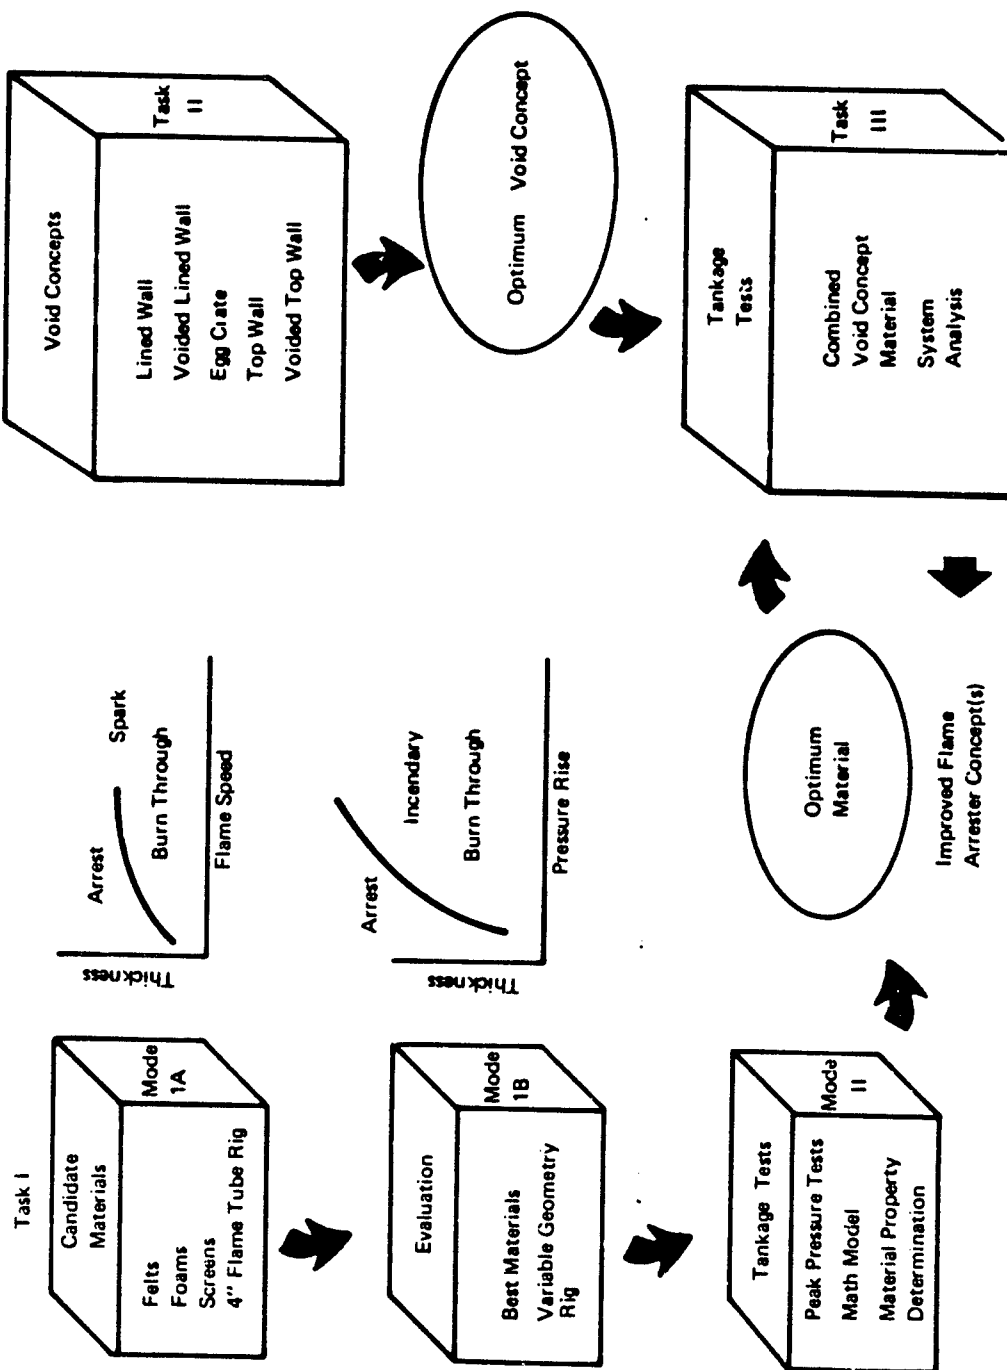 Task I
Candidate
Materials
Mode
1A
Felts
Foams
Screens
4" Flame Tube Rig
Thickness
Arrest
Spark
Burn Through
Flame Speed
Void Concepts
Task
II
Lined Wall
Voided Lined Wall
Egg Crate
Top Wall
Voided Top Wall
Evaluation
Mode
1B
Best Materials
Variable Geometry
Rig
Thickness
Arrest
Incendary
Burn Through
Pressure Rise
Optimum Void Concept
Tankage Tests
Mode
II
Peak Pressure Tests
Math Model
Material Property
Determination
Optimum
Material
Tankage
Tests
Task
III
Combined
Void Concept
Material
System
Analysis
Improved Flame
Arrester Concept(s)